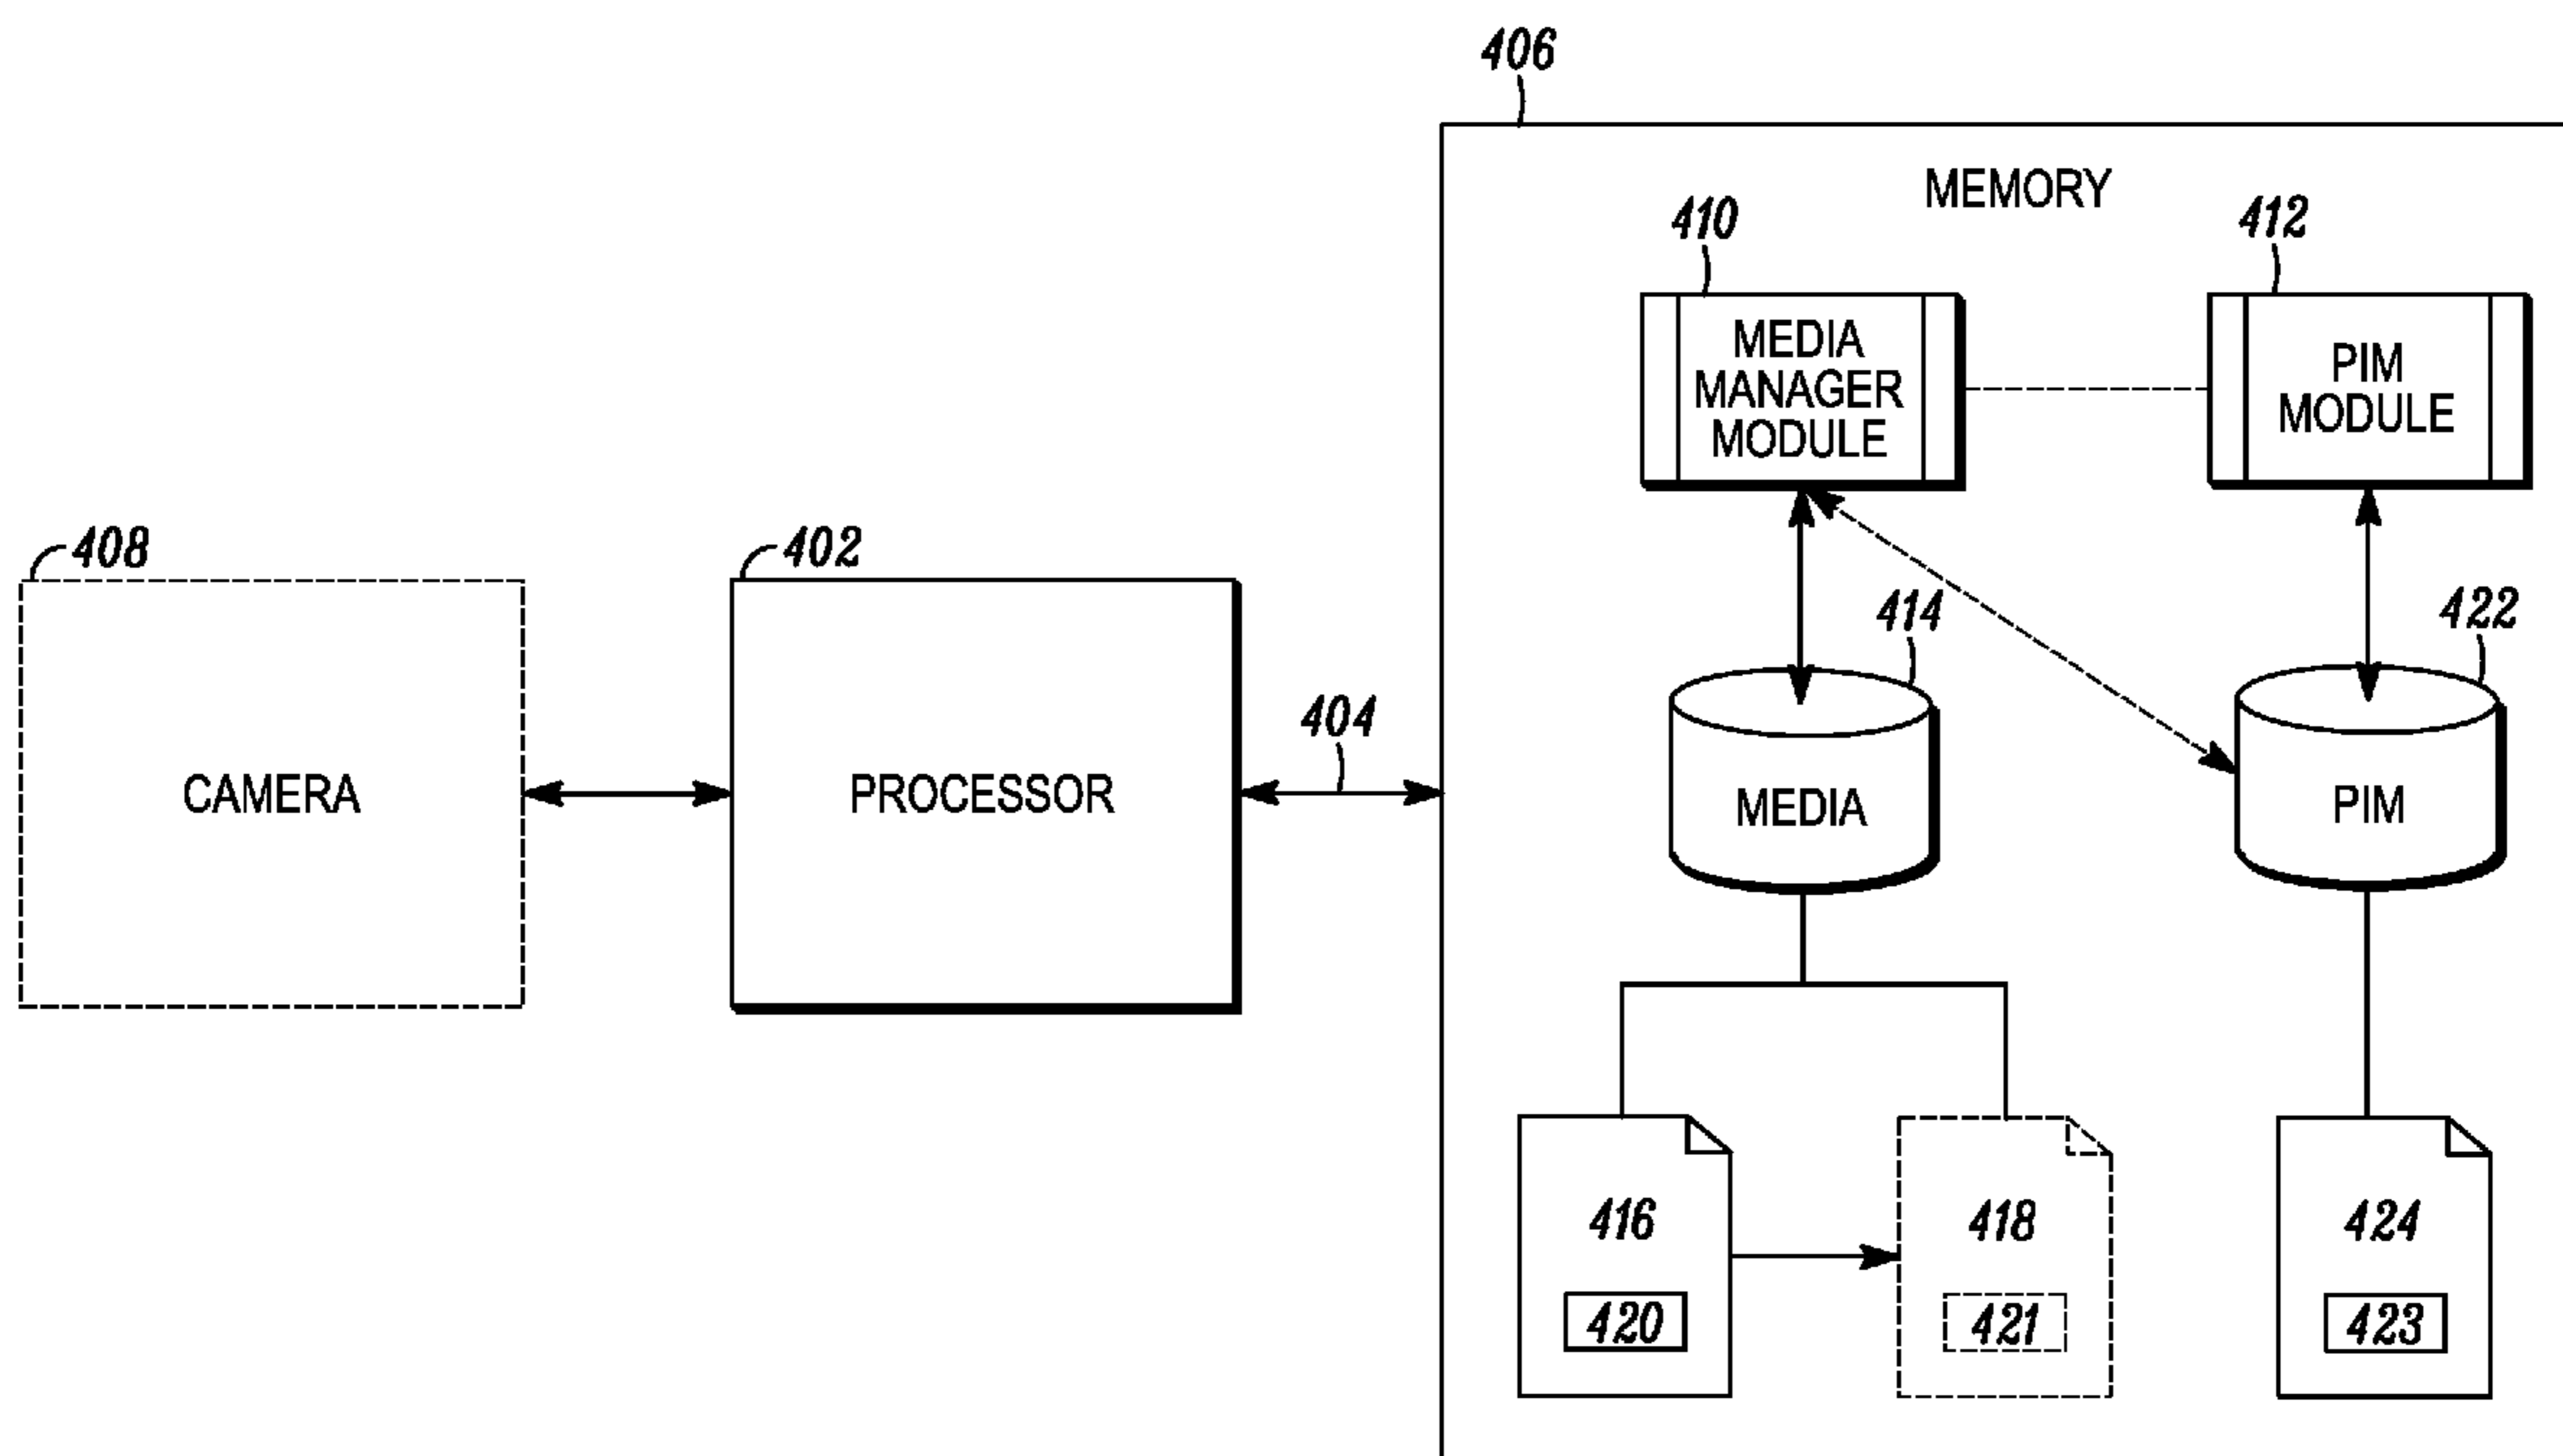 406
MEMORY
410
412
MEDIA
MANAGER
MODULE
PIM
MODULE
408
402
414
422
404
CAMERA
PROCESSOR
MEDIA
PIM
416
418
424
420
421
423